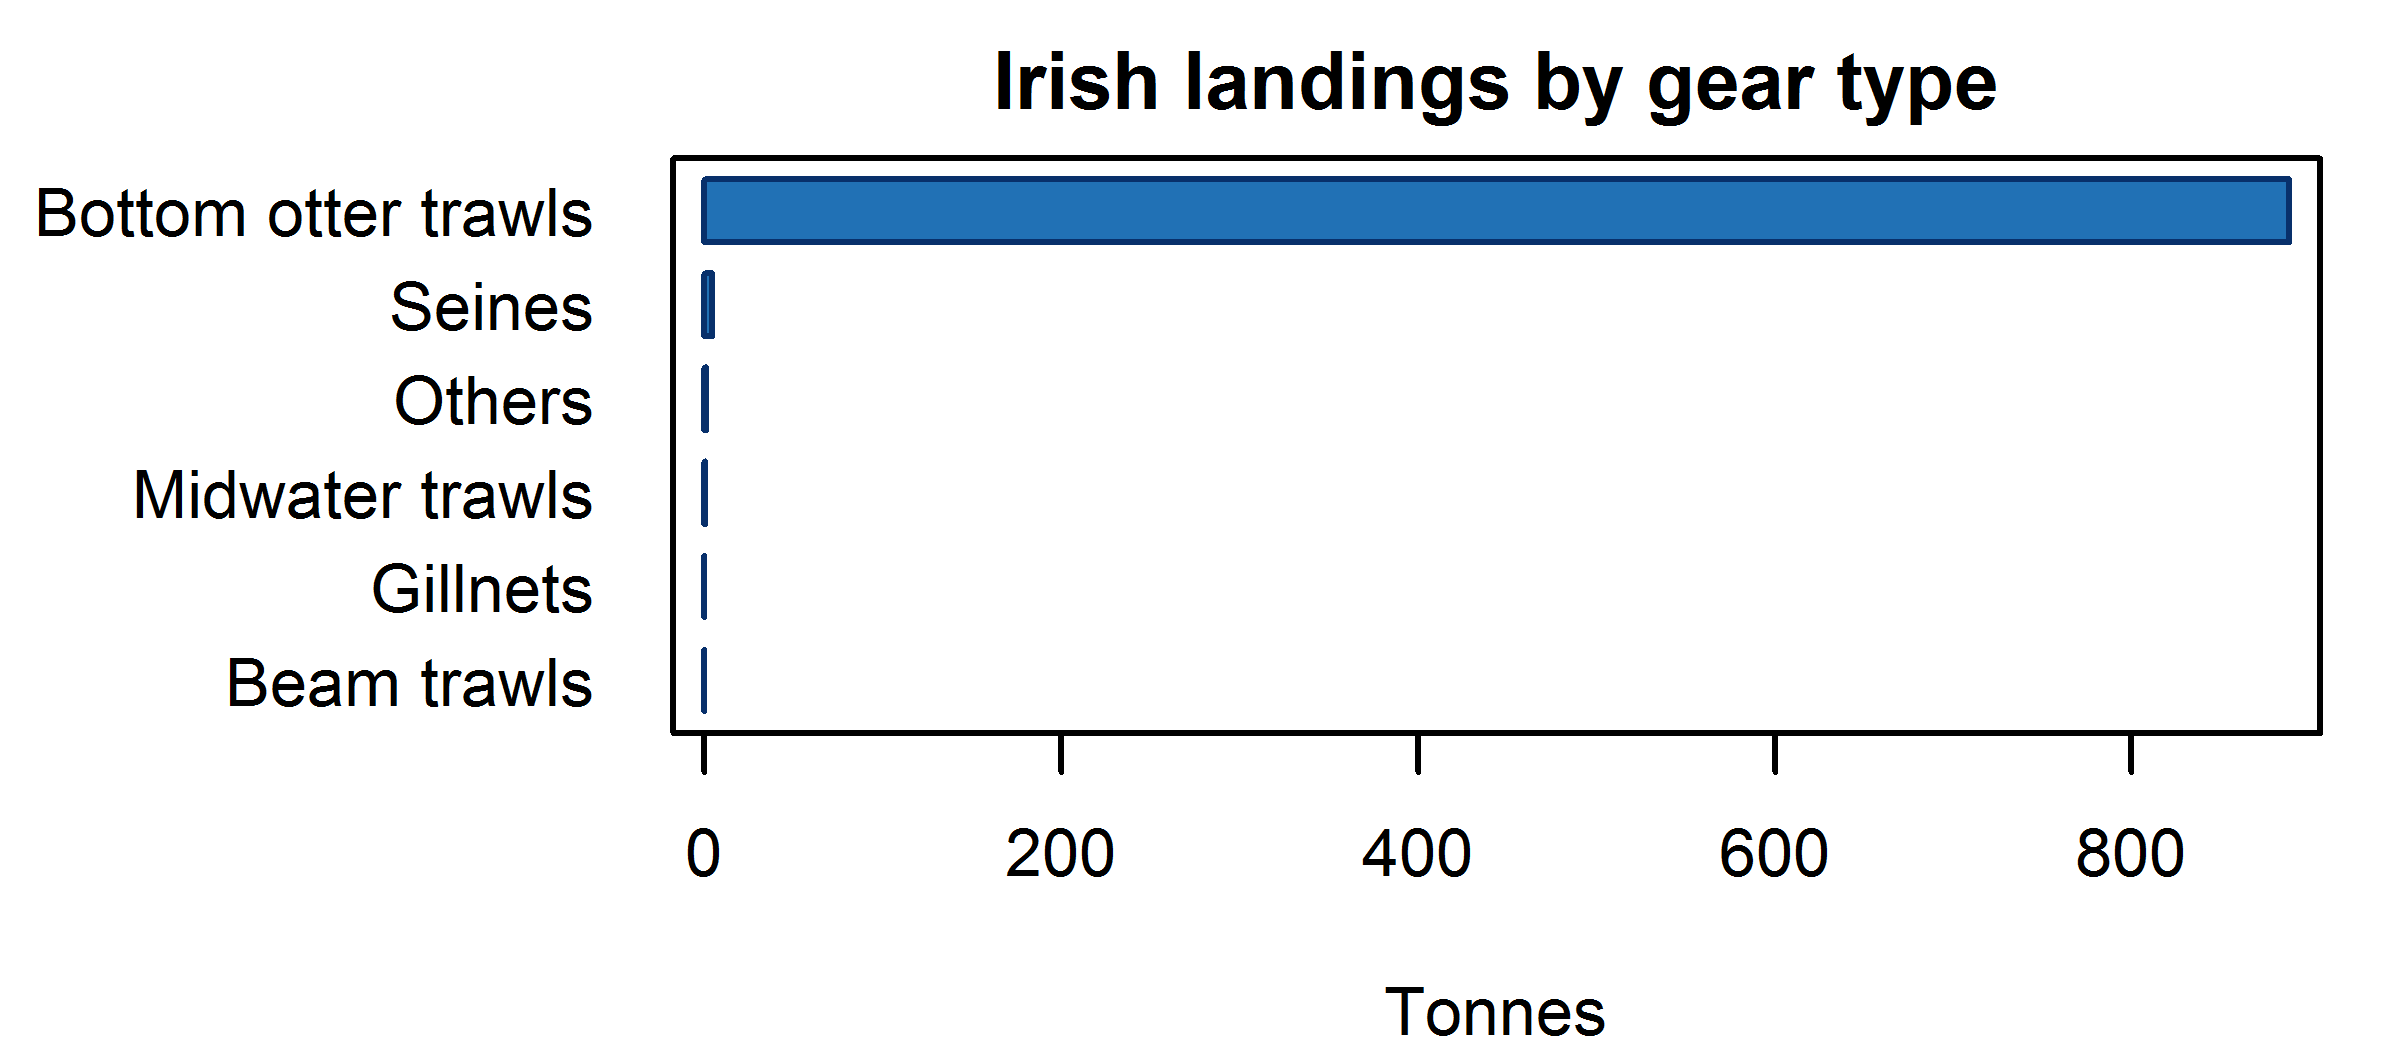 Irish landings by gear type
Bottom otter trawls
Seines
Others
Midwater trawls
Gillnets
Beam trawls
0 200 400 600 800
Tonnes